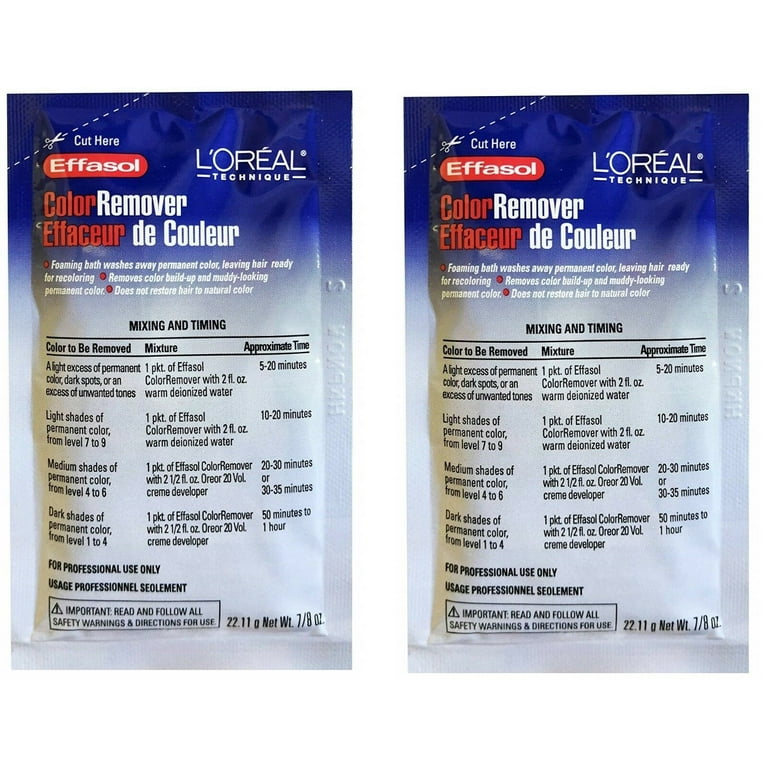 Cut Here
Effasol
L'ORÉAL®
TECHNIQUE
ColorRemover
Effaceur de Couleur
• Foaming bath washes away permanent color, leaving hair ready
for recoloring • Removes color build-up and muddy-looking
permanent color. • Does not restore hair to natural color
MIXING AND TIMING
Color to Be Removed Mixture Approximate Time
A light excess of permanent 1 pkt. of Effasol 5-20 minutes
color, dark spots, or an ColorRemover with 2 fl. oz.
excess of unwanted tones warm deionized water
Light shades of 1 pkt. of Effasol 10-20 minutes
permanent color, ColorRemover with 2 fl. oz.
from level 7 to 9 warm deionized water
Medium shades of 1 pkt. of Effasol ColorRemover 20-30 minutes
permanent color, with 2 1/2 fl. oz. Oreor 20 Vol. or
from level 4 to 6 creme developer 30-35 minutes
Dark shades of 1 pkt. of Effasol ColorRemover 50 minutes to
permanent color, with 2 1/2 fl. oz. Oreor 20 Vol. 1 hour
from level 1 to 4 creme developer
FOR PROFESSIONAL USE ONLY
USAGE PROFESSIONNEL SEOLEMENT
IMPORTANT: READ AND FOLLOW ALL
SAFETY WARNINGS & DIRECTIONS FOR USE.
22.11 g Net Wt. 7/8 oz.
Cut Here
Effasol
L'ORÉAL®
TECHNIQUE
ColorRemover
Effaceur de Couleur
• Foaming bath washes away permanent color, leaving hair ready
for recoloring • Removes color build-up and muddy-looking
permanent color. • Does not restore hair to natural color
MIXING AND TIMING
Color to Be Removed Mixture Approximate Time
A light excess of permanent 1 pkt. of Effasol 5-20 minutes
color, dark spots, or an ColorRemover with 2 fl. oz.
excess of unwanted tones warm deionized water
Light shades of 1 pkt. of Effasol 10-20 minutes
permanent color, ColorRemover with 2 fl. oz.
from level 7 to 9 warm deionized water
Medium shades of 1 pkt. of Effasol ColorRemover 20-30 minutes
permanent color, with 2 1/2 fl. oz. Oreor 20 Vol. or
from level 4 to 6 creme developer 30-35 minutes
Dark shades of 1 pkt. of Effasol ColorRemover 50 minutes to
permanent color, with 2 1/2 fl. oz. Oreor 20 Vol. 1 hour
from level 1 to 4 creme developer
FOR PROFESSIONAL USE ONLY
USAGE PROFESSIONNEL SEOLEMENT
IMPORTANT: READ AND FOLLOW ALL
SAFETY WARNINGS & DIRECTIONS FOR USE.
22.11 g Net Wt. 7/8 oz.